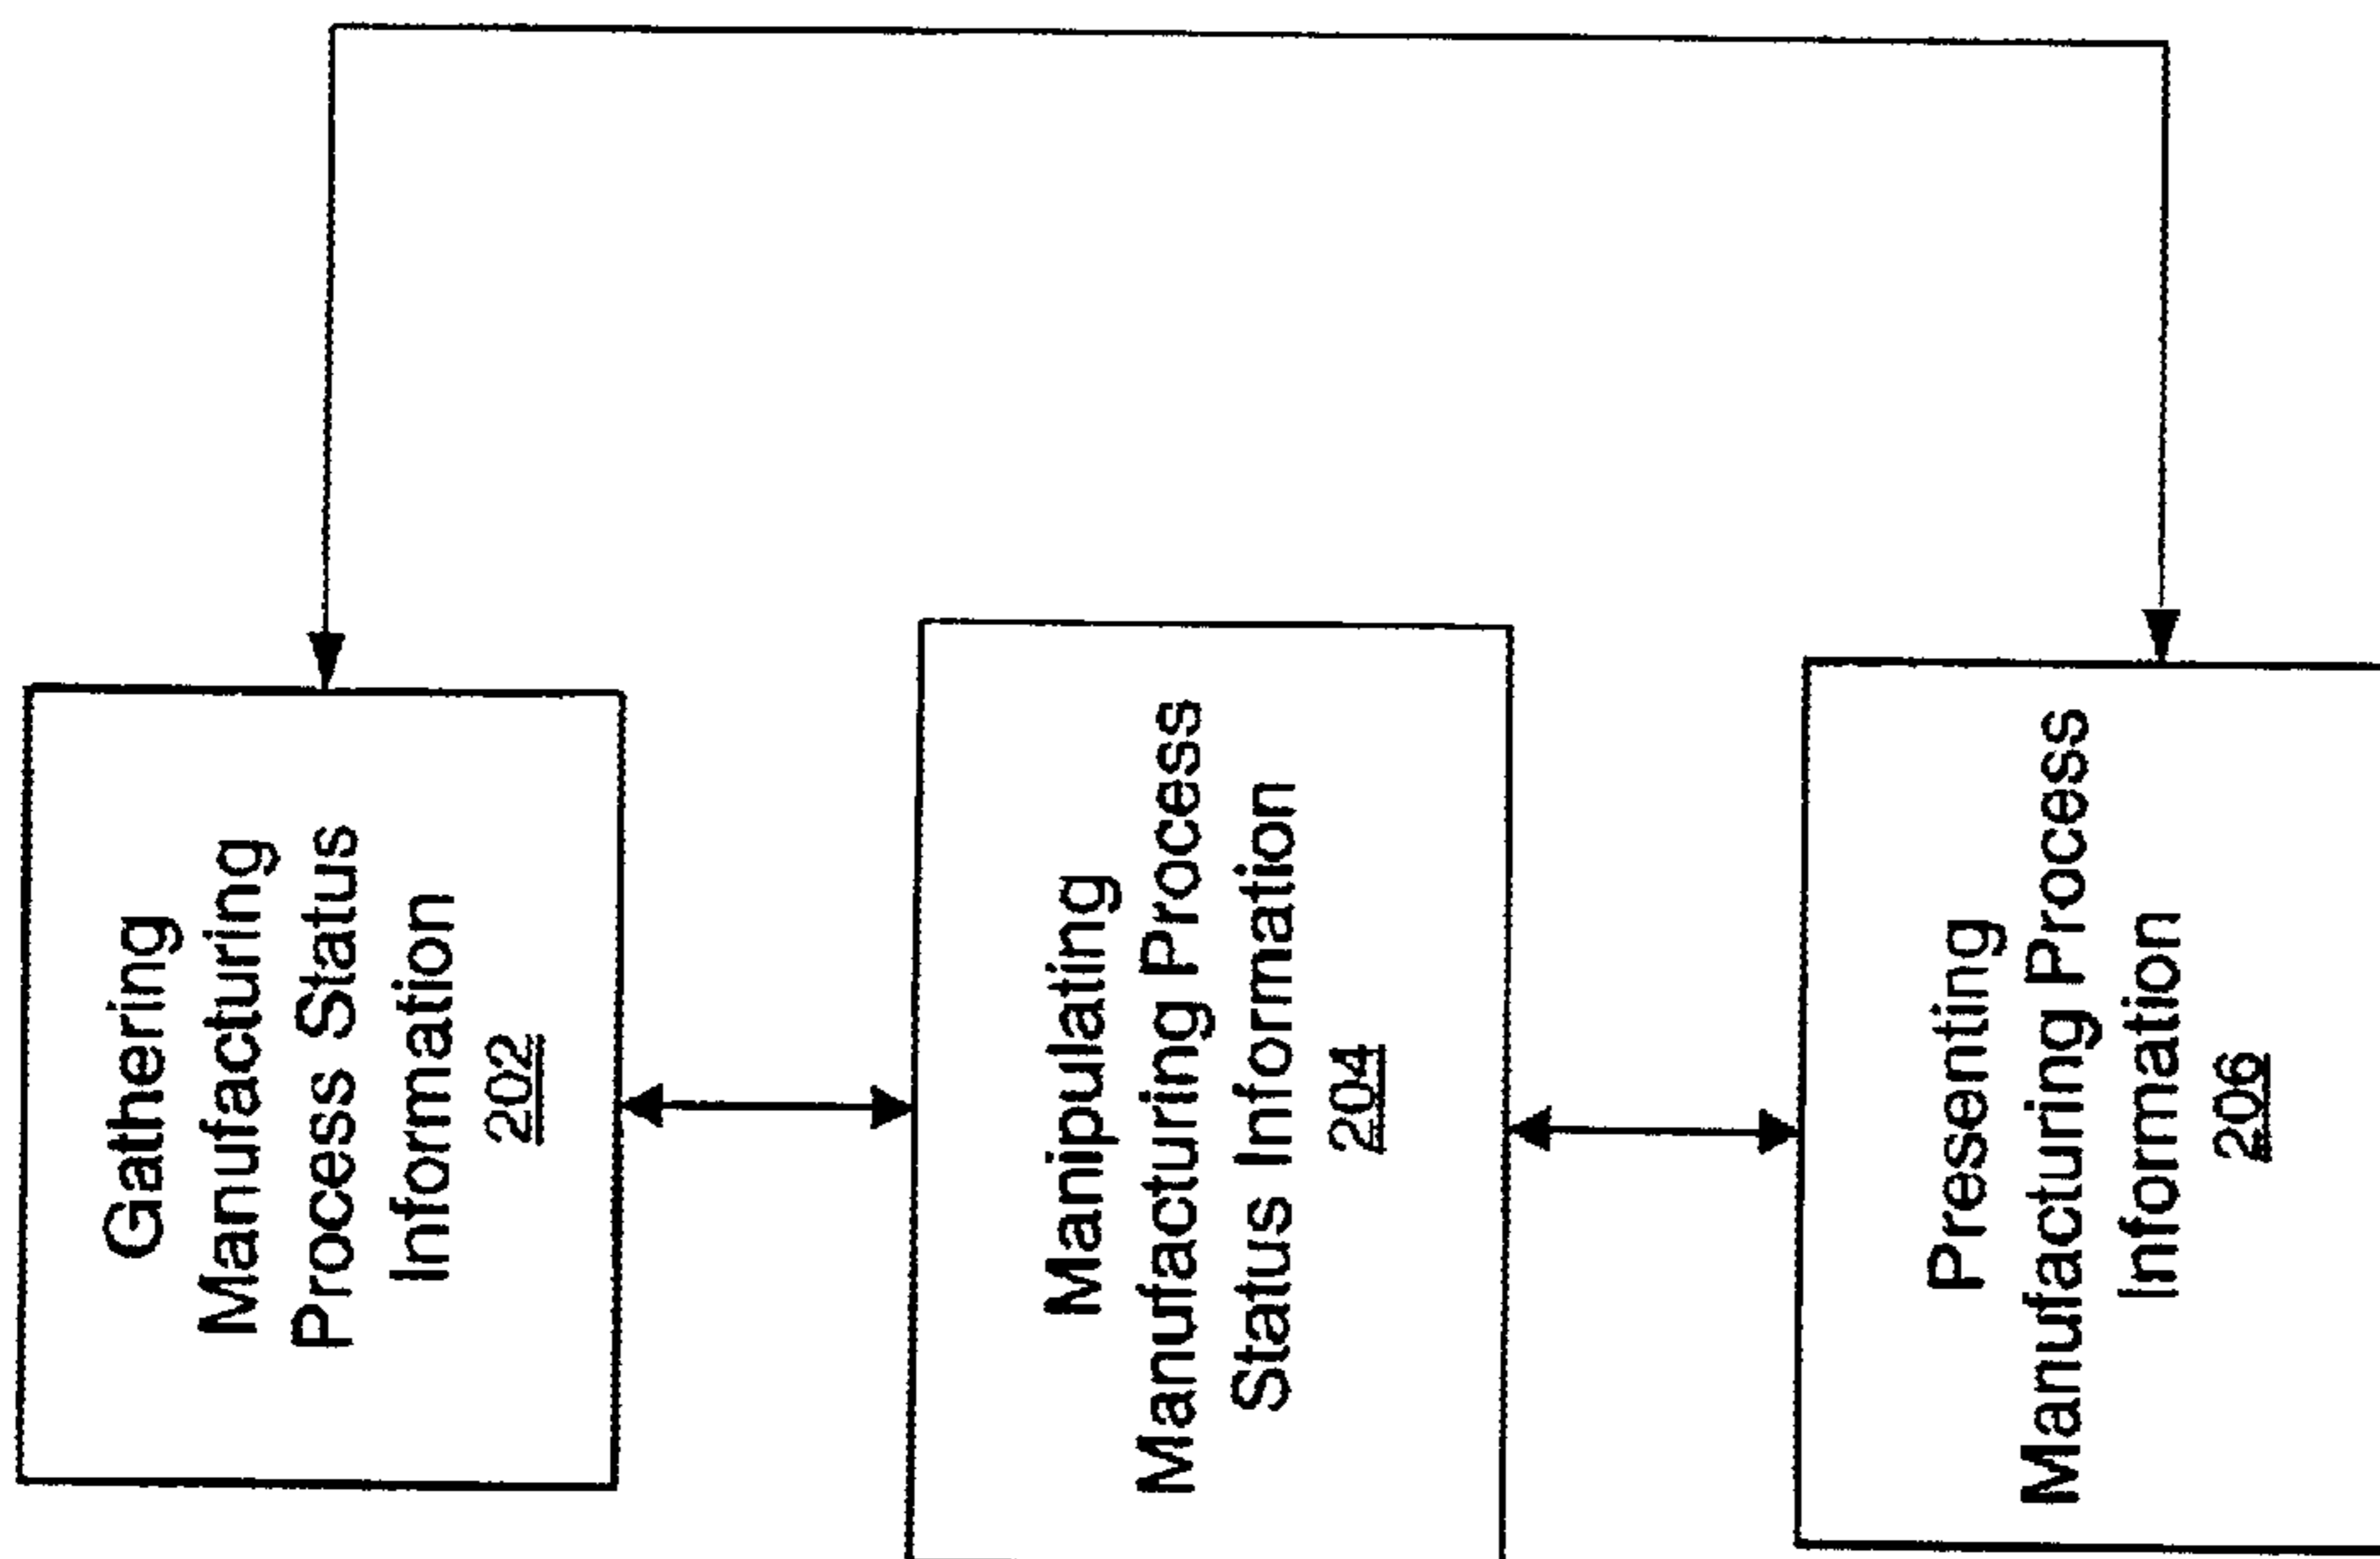 Gathering
Manufacturing
Process Status
Information
202
Manipulating
Manufacturing Process
Status Information
204
Presenting
Manufacturing Process
Information
206